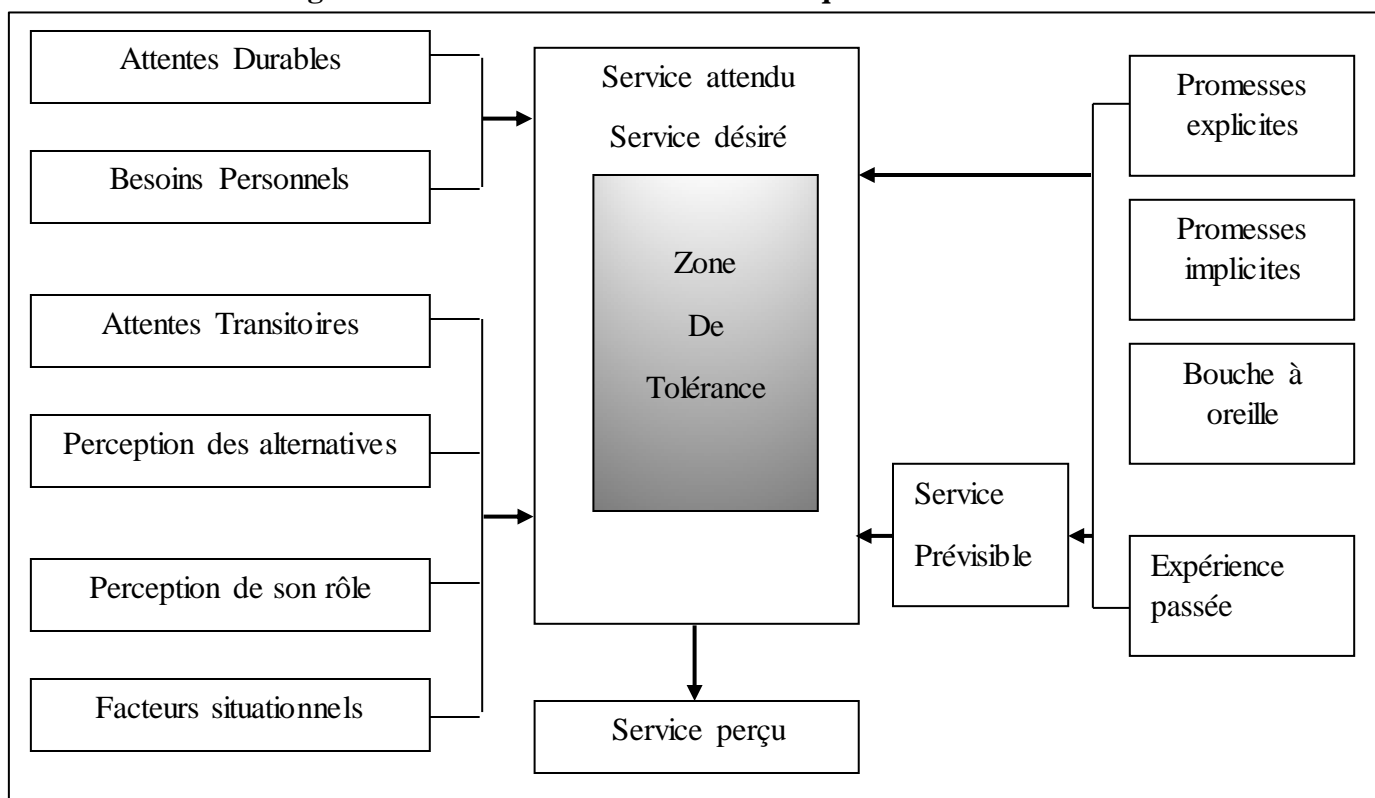 Attentes Durables
Besoins Personnels
Attentes Transitoires
Perception des alternatives
Perception de son rôle
Facteurs situationnels
Service attendu
Service désiré
Zone
De
Tolérance
Service perçu
Service
Prévisible
Promesses
explicites
Promesses
implicites
Bouche à
oreille
Expérience
passée